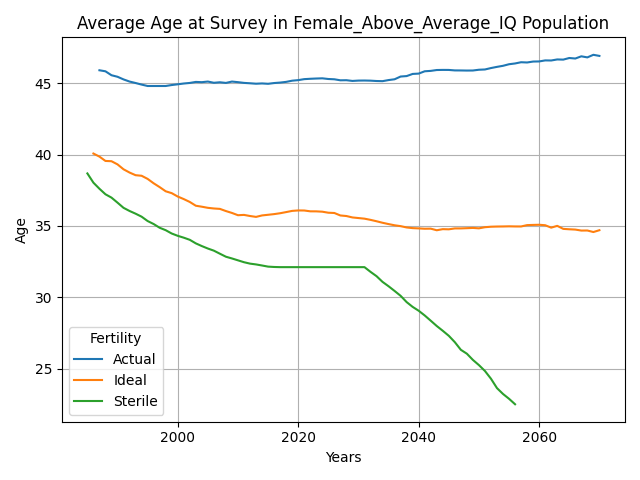 Average Age at Survey in Female_Above_Average_IQ Population
Age
45
40
35
30
25
Fertility
Actual
Ideal
Sterile
2000 2020 2040 2060
Years